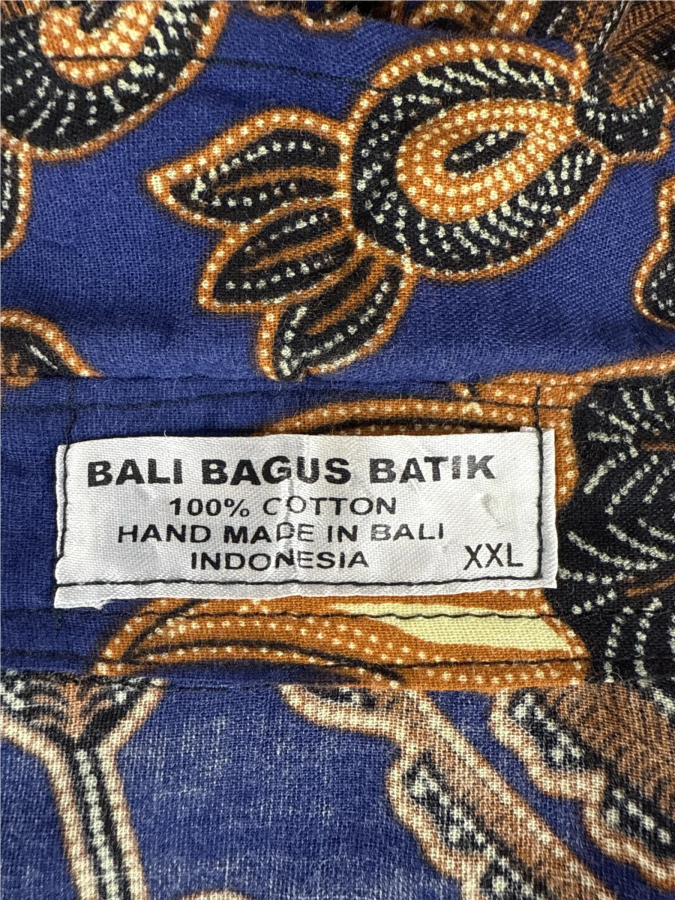 BALI BAGUS BATIK
100% COTTON
HAND MADE IN BALI
INDONESIA XXL